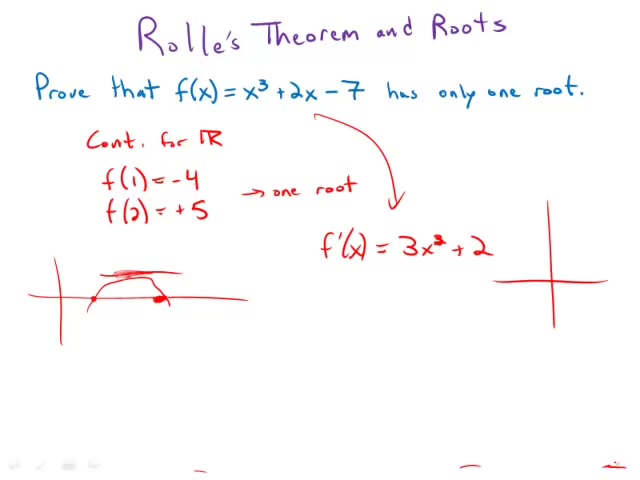 Rolle's Theorem and Roots
Prove that f(x) = x³ + 2x − 7 has only one root.
Cont. for ℝ
f(1) = −4
f(2) = +5
→ one root
f'(x) = 3x² + 2